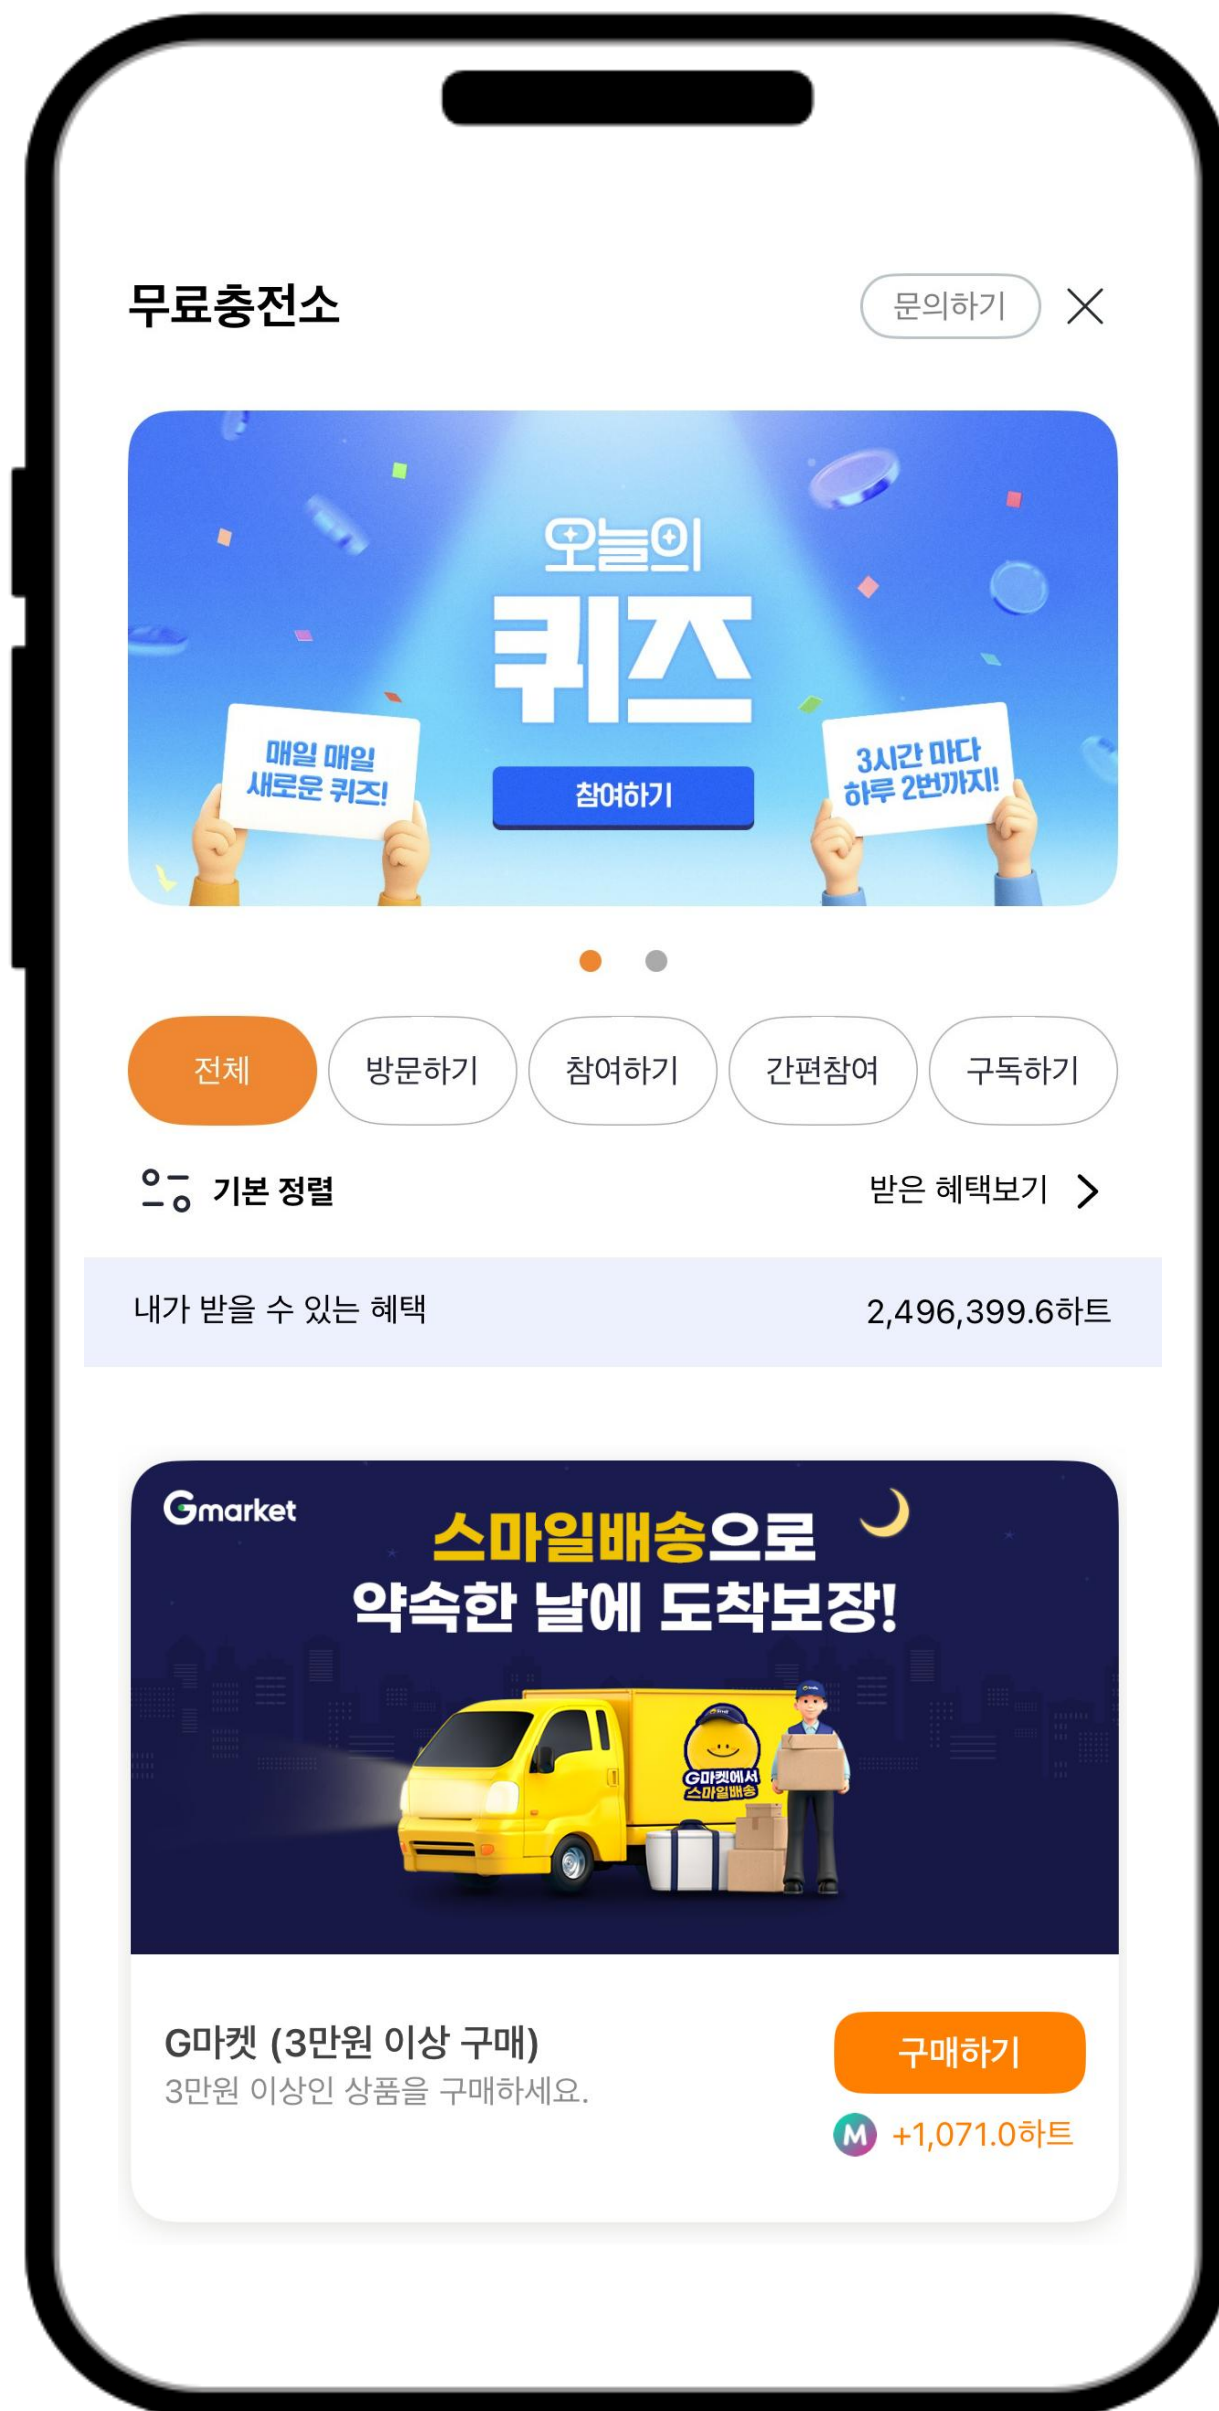 무료충전소
문의하기
오늘의
퀴즈
매일 매일
새로운 퀴즈!
참여하기
3시간 마다
하루 2번까지!
전체
방문하기
참여하기
간편참여
구독하기
기본 정렬
받은 혜택보기
내가 받을 수 있는 혜택
2,496,399.6하트
Gmarket
스마일배송으로
약속한 날에 도착보장!
G마켓에서
스마일배송
G마켓 (3만원 이상 구매)
3만원 이상인 상품을 구매하세요.
구매하기
M +1,071.0하트